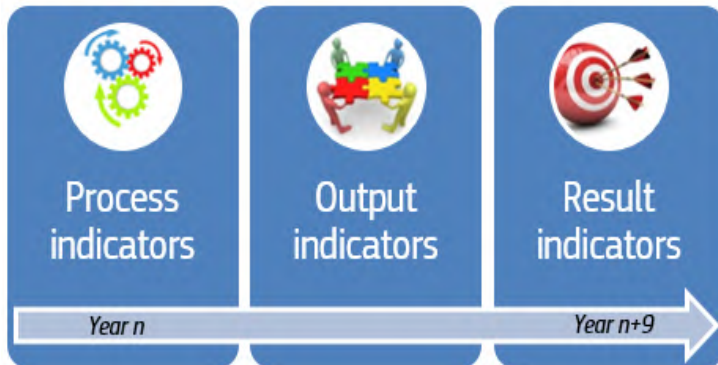 Process
indicators
Output
indicators
Result
indicators
Year n
Year n+9